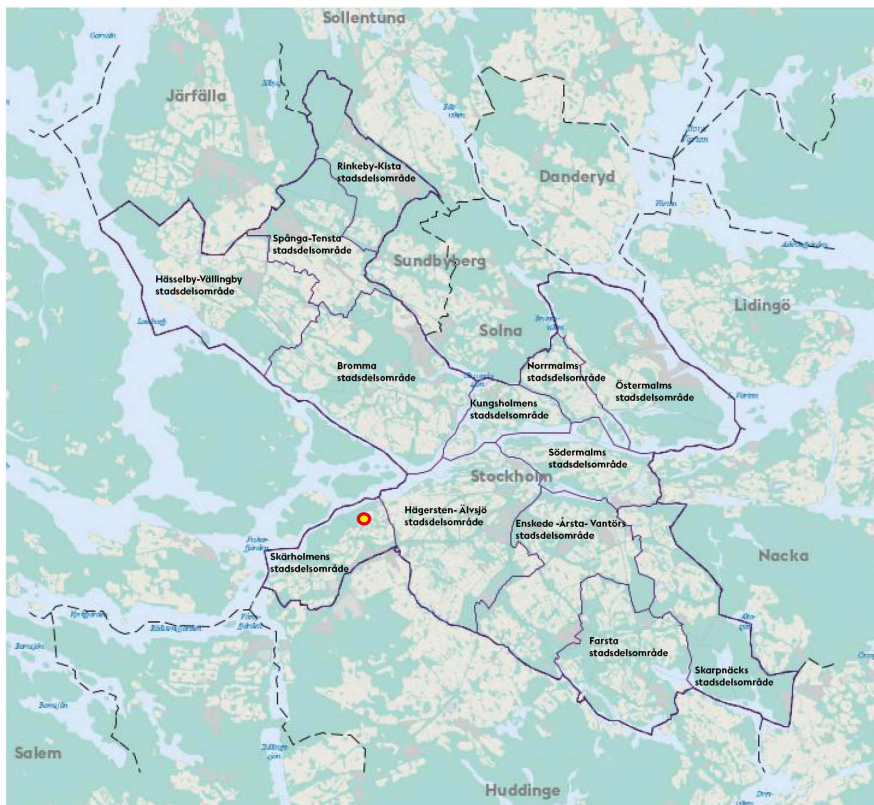 Sollentuna
Järfälla
Rinkeby-Kista
stadsdelsområde
Danderyd
Spånga-Tensta
stadsdelsområde
Sundbyberg
Hässelby-Vällingby
stadsdelsområde
Lidingö
Solna
Bromma
stadsdelsområde
Norrmalms
stadsdelsområde
Östermalms
stadsdelsområde
Kungsholmens
stadsdelsområde
Södermalms
stadsdelsområde
Stockholm
Hägersten- Älvsjö
stadsdelsområde
Enskede -Årsta- Vantörs
stadsdelsområde
Skärholmens
stadsdelsområde
Nacka
Farsta
stadsdelsområde
Skarpnäcks
stadsdelsområde
Salem
Huddinge